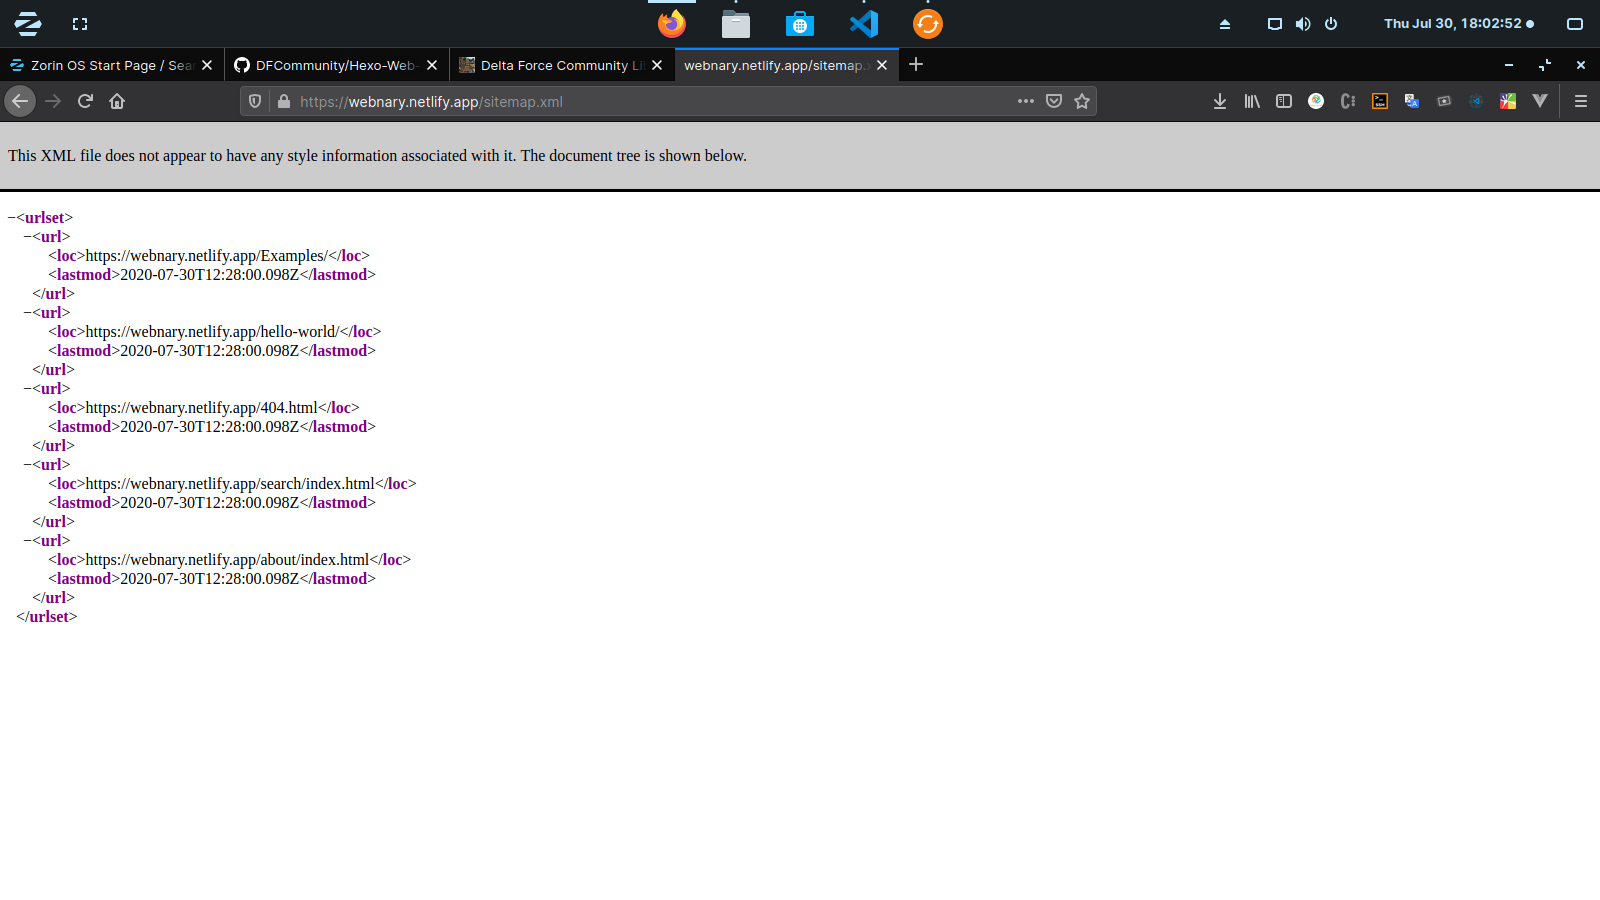 Thu Jul 30, 18:02:52
Zorin OS Start Page / Sea
DFCommunity/Hexo-Web-
Delta Force Community Li
webnary.netlify.app/sitemap.
https://webnary.netlify.app/sitemap.xml
This XML file does not appear to have any style information associated with it. The document tree is shown below.
−<urlset>
−<url>
<loc>https://webnary.netlify.app/Examples/</loc>
<lastmod>2020-07-30T12:28:00.098Z</lastmod>
</url>
−<url>
<loc>https://webnary.netlify.app/hello-world/</loc>
<lastmod>2020-07-30T12:28:00.098Z</lastmod>
</url>
−<url>
<loc>https://webnary.netlify.app/404.html</loc>
<lastmod>2020-07-30T12:28:00.098Z</lastmod>
</url>
−<url>
<loc>https://webnary.netlify.app/search/index.html</loc>
<lastmod>2020-07-30T12:28:00.098Z</lastmod>
</url>
−<url>
<loc>https://webnary.netlify.app/about/index.html</loc>
<lastmod>2020-07-30T12:28:00.098Z</lastmod>
</url>
</urlset>